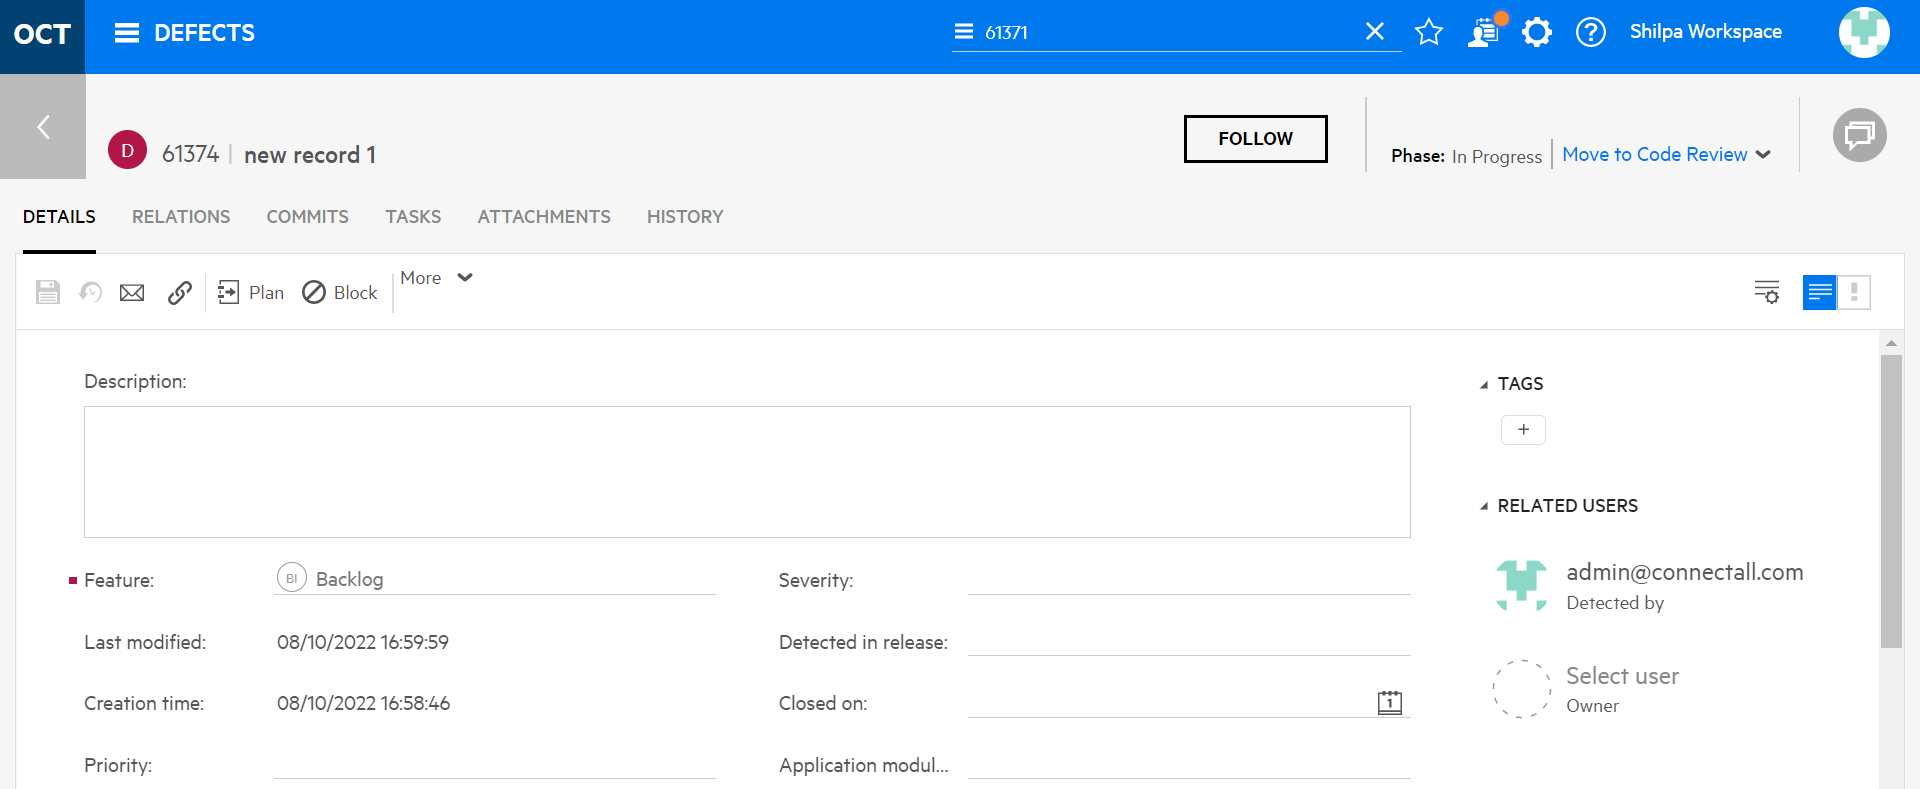 OCT
DEFECTS
61371
Shilpa Workspace
D
61374
new record 1
FOLLOW
Phase: In Progress
Move to Code Review
DETAILS
RELATIONS
COMMITS
TASKS
ATTACHMENTS
HISTORY
Plan
Block
More
Description:
TAGS
+
RELATED USERS
Feature:
BI
Backlog
Severity:
admin@connectall.com
Detected by
Last modified:
08/10/2022 16:59:59
Detected in release:
Select user
Owner
Creation time:
08/10/2022 16:58:46
Closed on:
1
Priority:
Application modul...